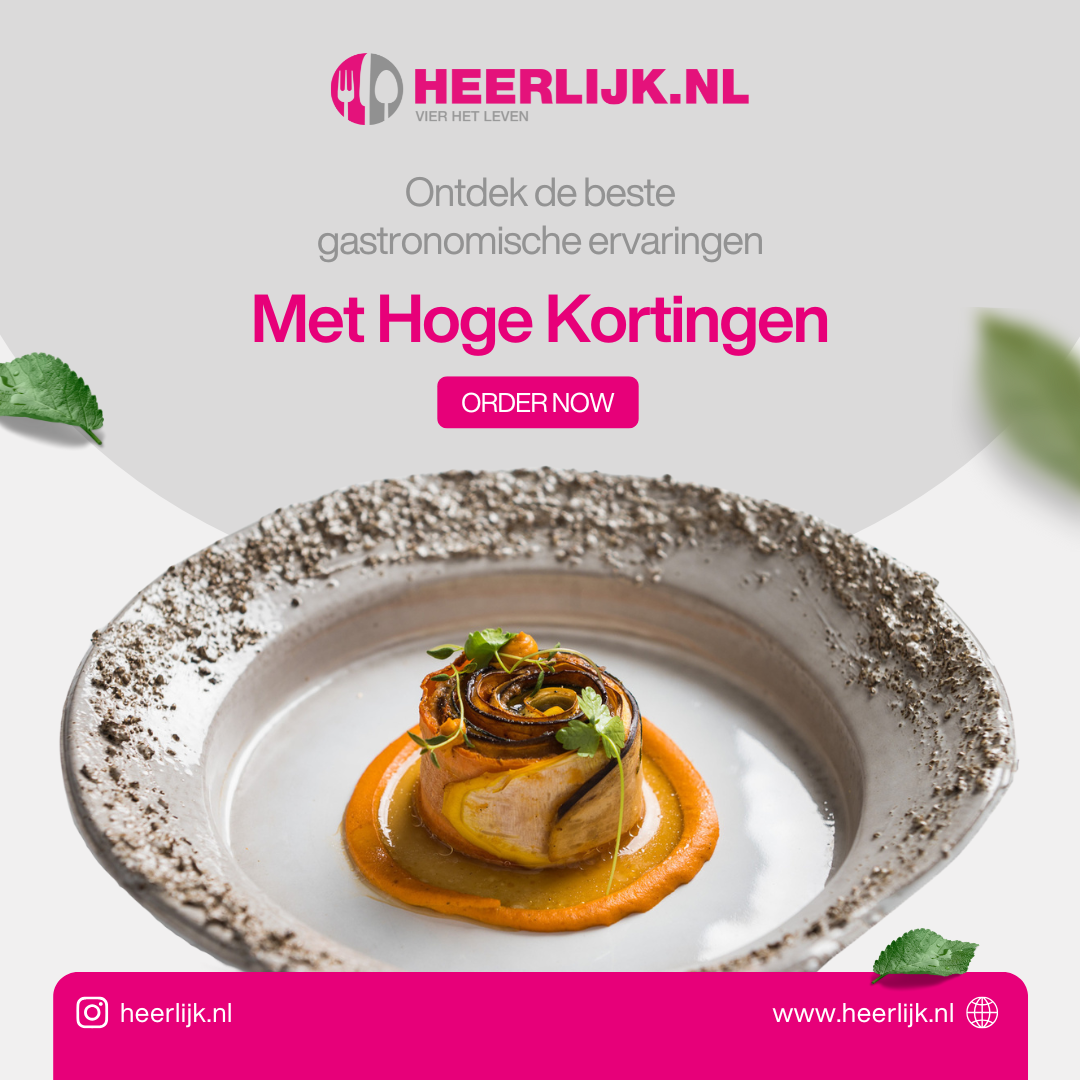 HEERLIJK.NL
VIER HET LEVEN
Ontdek de beste
gastronomische ervaringen
Met Hoge Kortingen
ORDER NOW
heerlijk.nl
www.heerlijk.nl